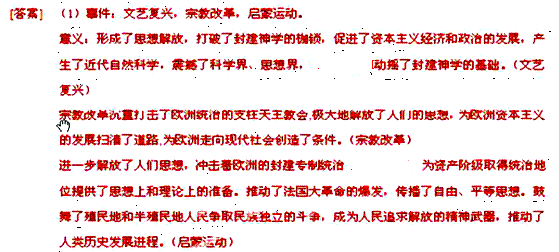 [答案] （1）事件：文艺复兴，宗教改革，启蒙运动。
意义：形成了思想解放，打破了封建神学的枷锁，促进了资本主义经济和政治的发展，产
生了近代自然科学，震撼了科学界、思想界， 动摇了封建神学的基础。（文艺
复兴）
宗教改革沉重打击了欧洲统治的支柱天主教会,极大地解放了人们的思想，为欧洲资本主义
的发展扫清了道路,为欧洲走向现代社会创造了条件。（宗教改革）
进一步解放了人们思想，冲击着欧洲的封建专制统治 为资产阶级取得统治地
位提供了思想上和理论上的准备。推动了法国大革命的爆发，传播了自由、平等思想。鼓
舞了殖民地和半殖民地人民争取民族独立的斗争，成为人民追求解放的精神武器，推动了
人类历史发展进程。（启蒙运动）